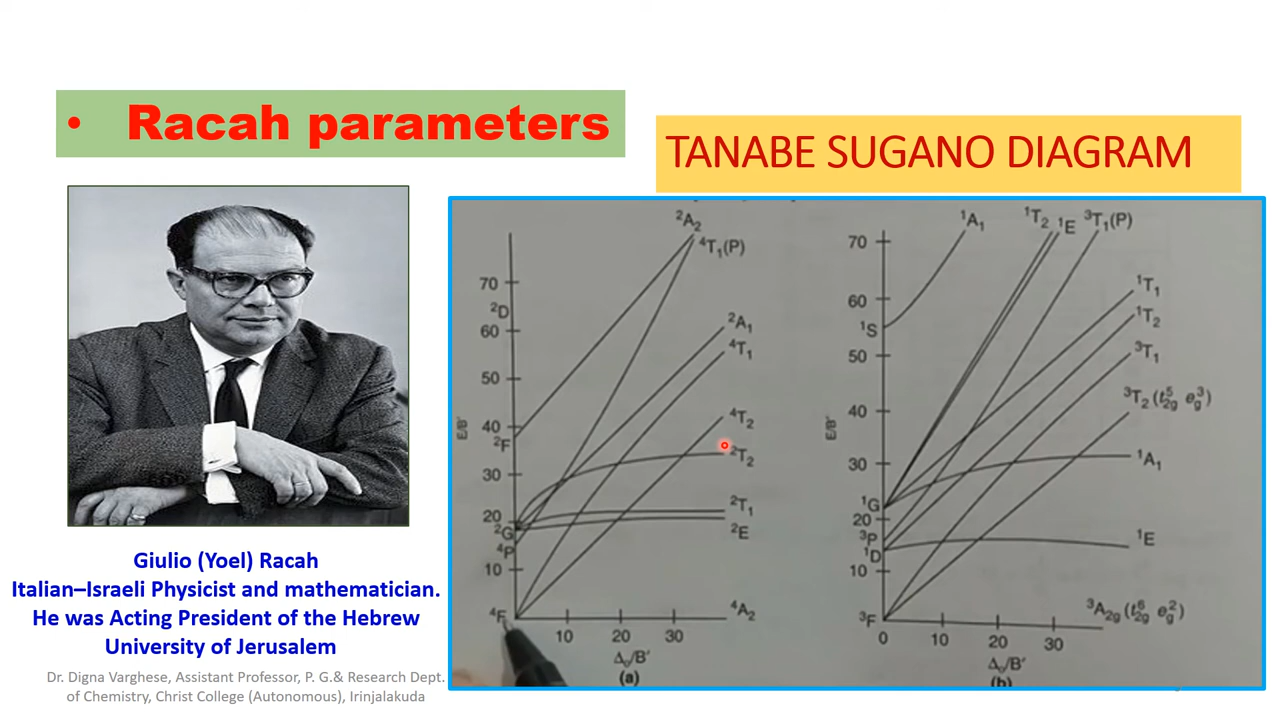 • Racah parameters
TANABE SUGANO DIAGRAM
Giulio (Yoel) Racah
Italian–Israeli Physicist and mathematician.
He was Acting President of the Hebrew
University of Jerusalem
Dr. Digna Varghese, Assistant Professor, P. G.& Research Dept.
of Chemistry, Christ College (Autonomous), Irinjalakuda
²A₂
⁴T₁(P)
70
²D
60
²A₁
⁴T₁
50
40
⁴T₂
E/B'
²F
²T₂
30
20
²T₁
²G
²E
⁴P
10
⁴F
⁴A₂
10 20 30
Δ₀/B'
(a)
¹A₁ ¹T₂ ¹E ³T₁(P)
70
¹T₁
60
¹T₂
¹S
50
³T₁
³T₂ (t₂g⁵ eg³)
40
E/B'
30
¹A₁
¹G
20
³P
¹E
¹D
10
³A₂g (t₂g⁶ eg²)
³F
0 10 20 30
Δ₀/B'
(b)